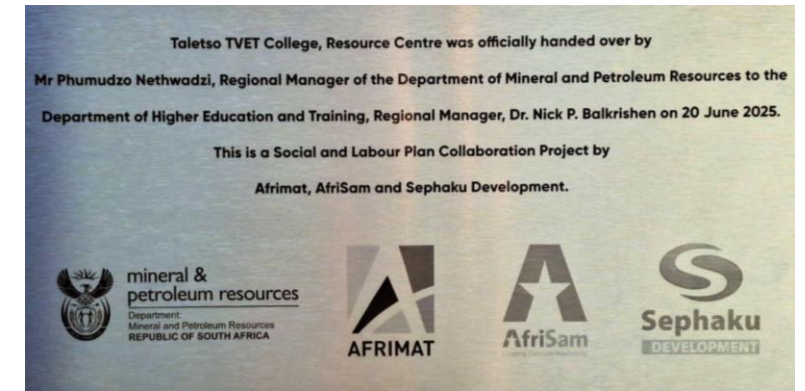 Taletso TVET College, Resource Centre was officially handed over by
Mr Phumudzo Nethwadzi, Regional Manager of the Department of Mineral and Petroleum Resources to the
Department of Higher Education and Training, Regional Manager, Dr. Nick P. Balkrishen on 20 June 2025.
This is a Social and Labour Plan Collaboration Project by
Afrimat, AfriSam and Sephaku Development.
mineral &
petroleum resources
Department:
Mineral and Petroleum Resources
REPUBLIC OF SOUTH AFRICA
AFRIMAT
AfriSam
Sephaku
DEVELOPMENT